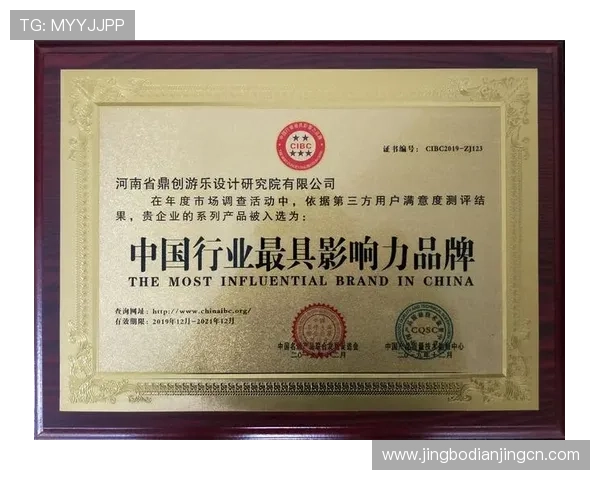 TG: MYYJJPP
CIBC
证书编号： CIBC2019-ZJ123
河南省鼎创游乐设计研究院有限公司
在年度市场调查活动中，依据第三方用户满意度测评结
果，贵企业的系列产品被入选为：
中国行业最具影响力品牌
THE MOST INFLUENTIAL BRAND IN CHINA
查询网址：http://www.chinaibc.org/
有效期限：2019年12月-2021年12月
CQSC
www.jingbodianjingcn.com